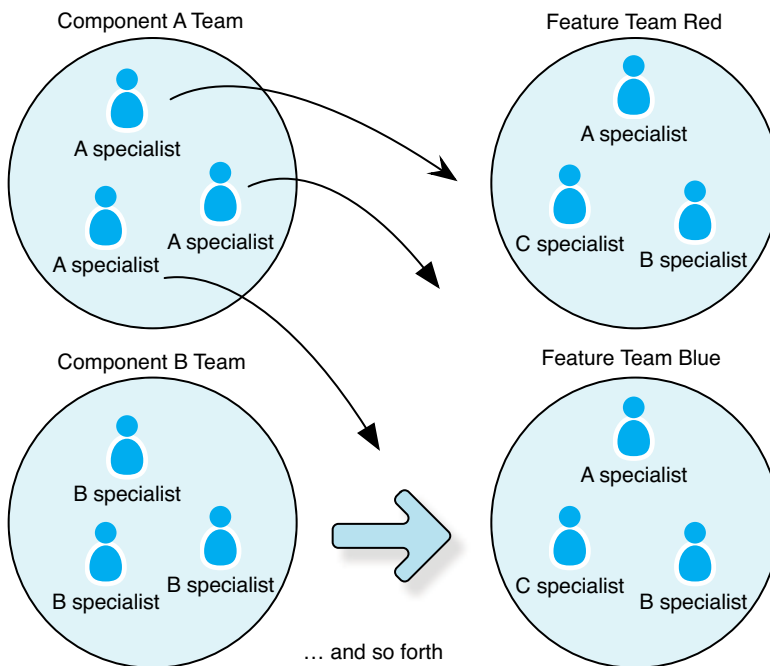 Component A Team
Feature Team Red
A specialist
A specialist
A specialist
A specialist
C specialist
B specialist
Component B Team
Feature Team Blue
B specialist
B specialist
B specialist
A specialist
C specialist
B specialist
… and so forth